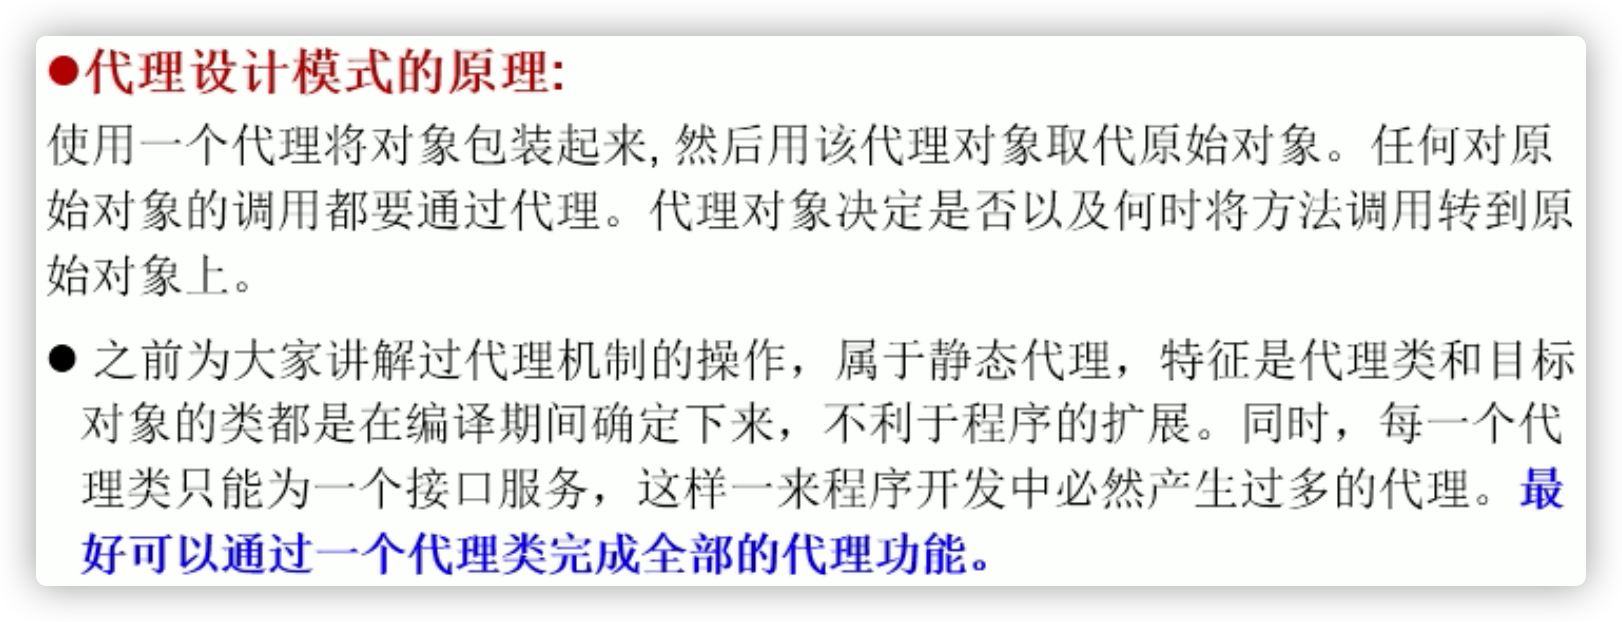 ●代理设计模式的原理:
使用一个代理将对象包装起来, 然后用该代理对象取代原始对象。任何对原
始对象的调用都要通过代理。代理对象决定是否以及何时将方法调用转到原
始对象上。
● 之前为大家讲解过代理机制的操作，属于静态代理，特征是代理类和目标
对象的类都是在编译期间确定下来，不利于程序的扩展。同时，每一个代
理类只能为一个接口服务，这样一来程序开发中必然产生过多的代理。最
好可以通过一个代理类完成全部的代理功能。